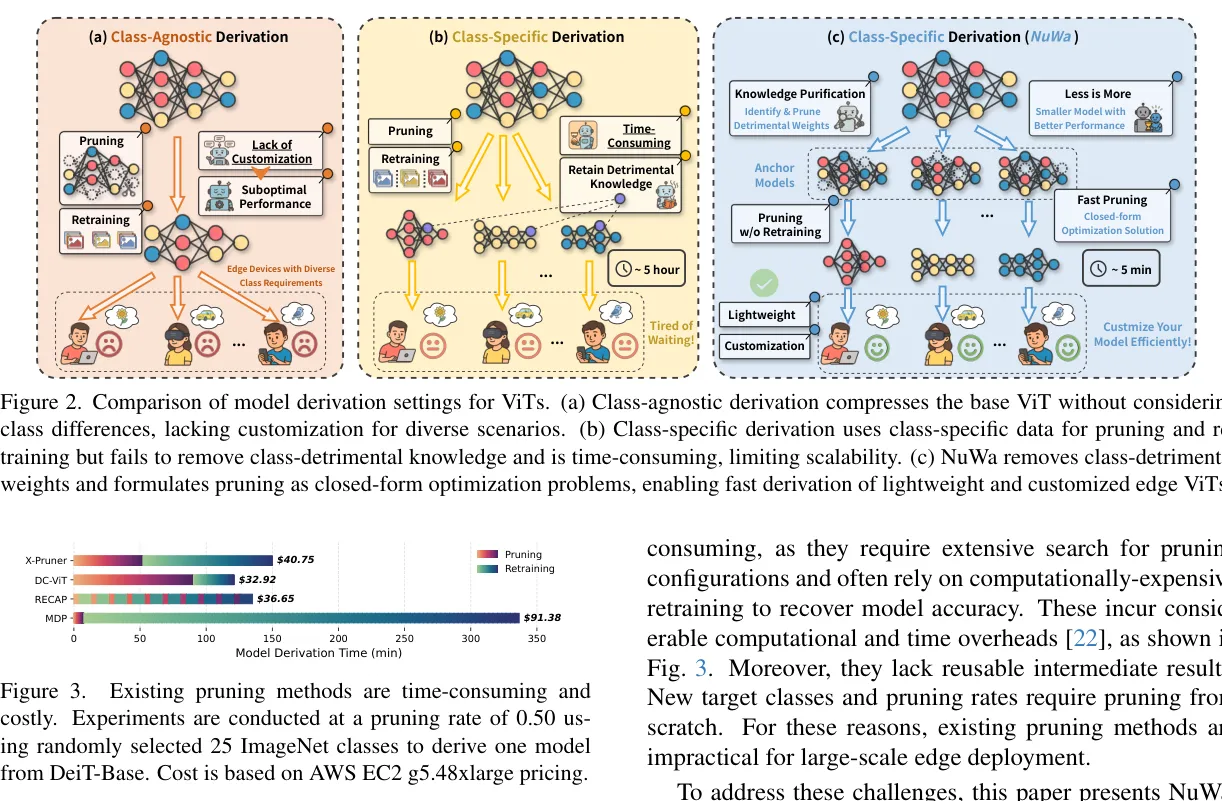 (a) Class-Agnostic Derivation
Pruning
Retraining
Lack of
Customization
Suboptimal
Performance
Edge Devices with Diverse
Class Requirements
...
(b) Class-Specific Derivation
Pruning
Retraining
Time-
Consuming
Retain Detrimental
Knowledge
...
~ 5 hour
...
Tired of
Waiting!
(c) Class-Specific Derivation (NuWa )
Knowledge Purification
Identify & Prune
Detrimental Weights
Less is More
Smaller Model with
Better Performance
Anchor
Models
Pruning
w/o Retraining
...
Fast Pruning
Closed-form
Optimization Solution
~ 5 min
Lightweight
Customization
...
Custmize Your
Model Efficiently!
Figure 2. Comparison of model derivation settings for ViTs. (a) Class-agnostic derivation compresses the base ViT without considerin
class differences, lacking customization for diverse scenarios. (b) Class-specific derivation uses class-specific data for pruning and re
training but fails to remove class-detrimental knowledge and is time-consuming, limiting scalability. (c) NuWa removes class-detriment
weights and formulates pruning as closed-form optimization problems, enabling fast derivation of lightweight and customized edge ViTs
X-Pruner
$40.75
DC-ViT
$32.92
RECAP
$36.65
MDP
$91.38
Pruning
Retraining
0 50 100 150 200 250 300 350
Model Derivation Time (min)
Figure 3. Existing pruning methods are time-consuming and
costly. Experiments are conducted at a pruning rate of 0.50 us-
ing randomly selected 25 ImageNet classes to derive one model
from DeiT-Base. Cost is based on AWS EC2 g5.48xlarge pricing.
consuming, as they require extensive search for prunin
configurations and often rely on computationally-expensiv
retraining to recover model accuracy. These incur consid
erable computational and time overheads [22], as shown i
Fig. 3. Moreover, they lack reusable intermediate result
New target classes and pruning rates require pruning from
scratch. For these reasons, existing pruning methods ar
impractical for large-scale edge deployment.
To address these challenges, this paper presents NuWa